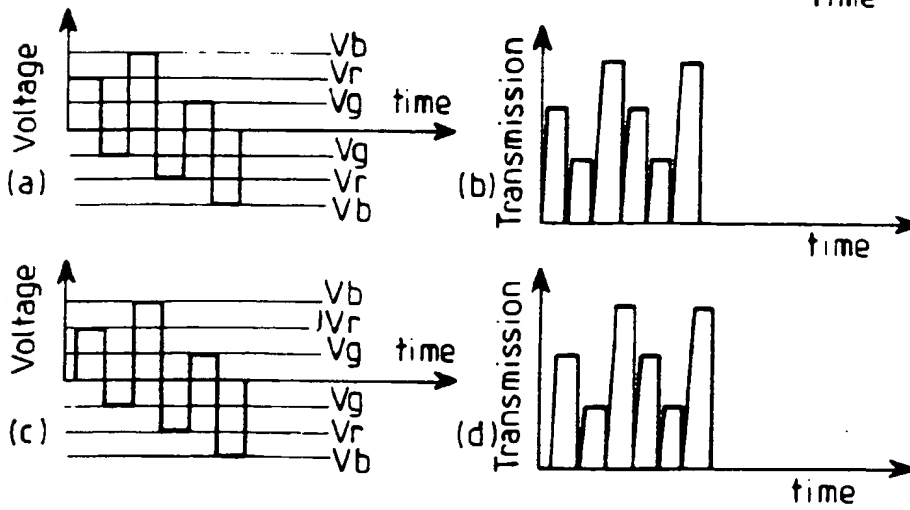 Time
Voltage
Vb
Vr
Vg
time
Vg
Vr
Vb
(a)
Transmission
(b)
time
Voltage
Vb
Vr
Vg
time
Vg
Vr
Vb
(c)
Transmission
(d)
time